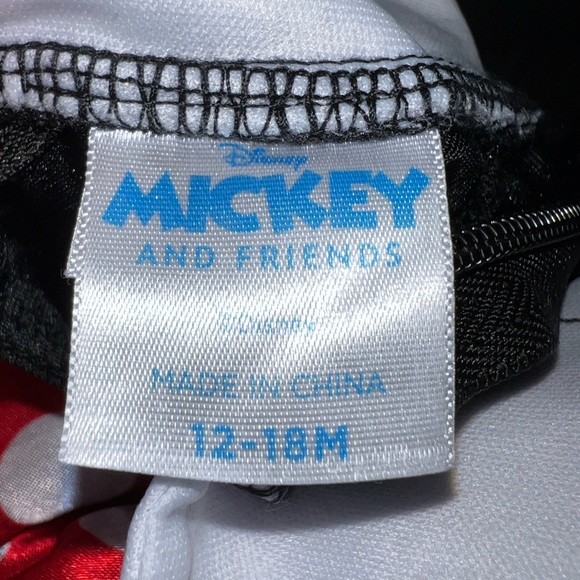 Disney
MICKEY
AND FRIENDS
©Disney
MADE IN CHINA
12-18M